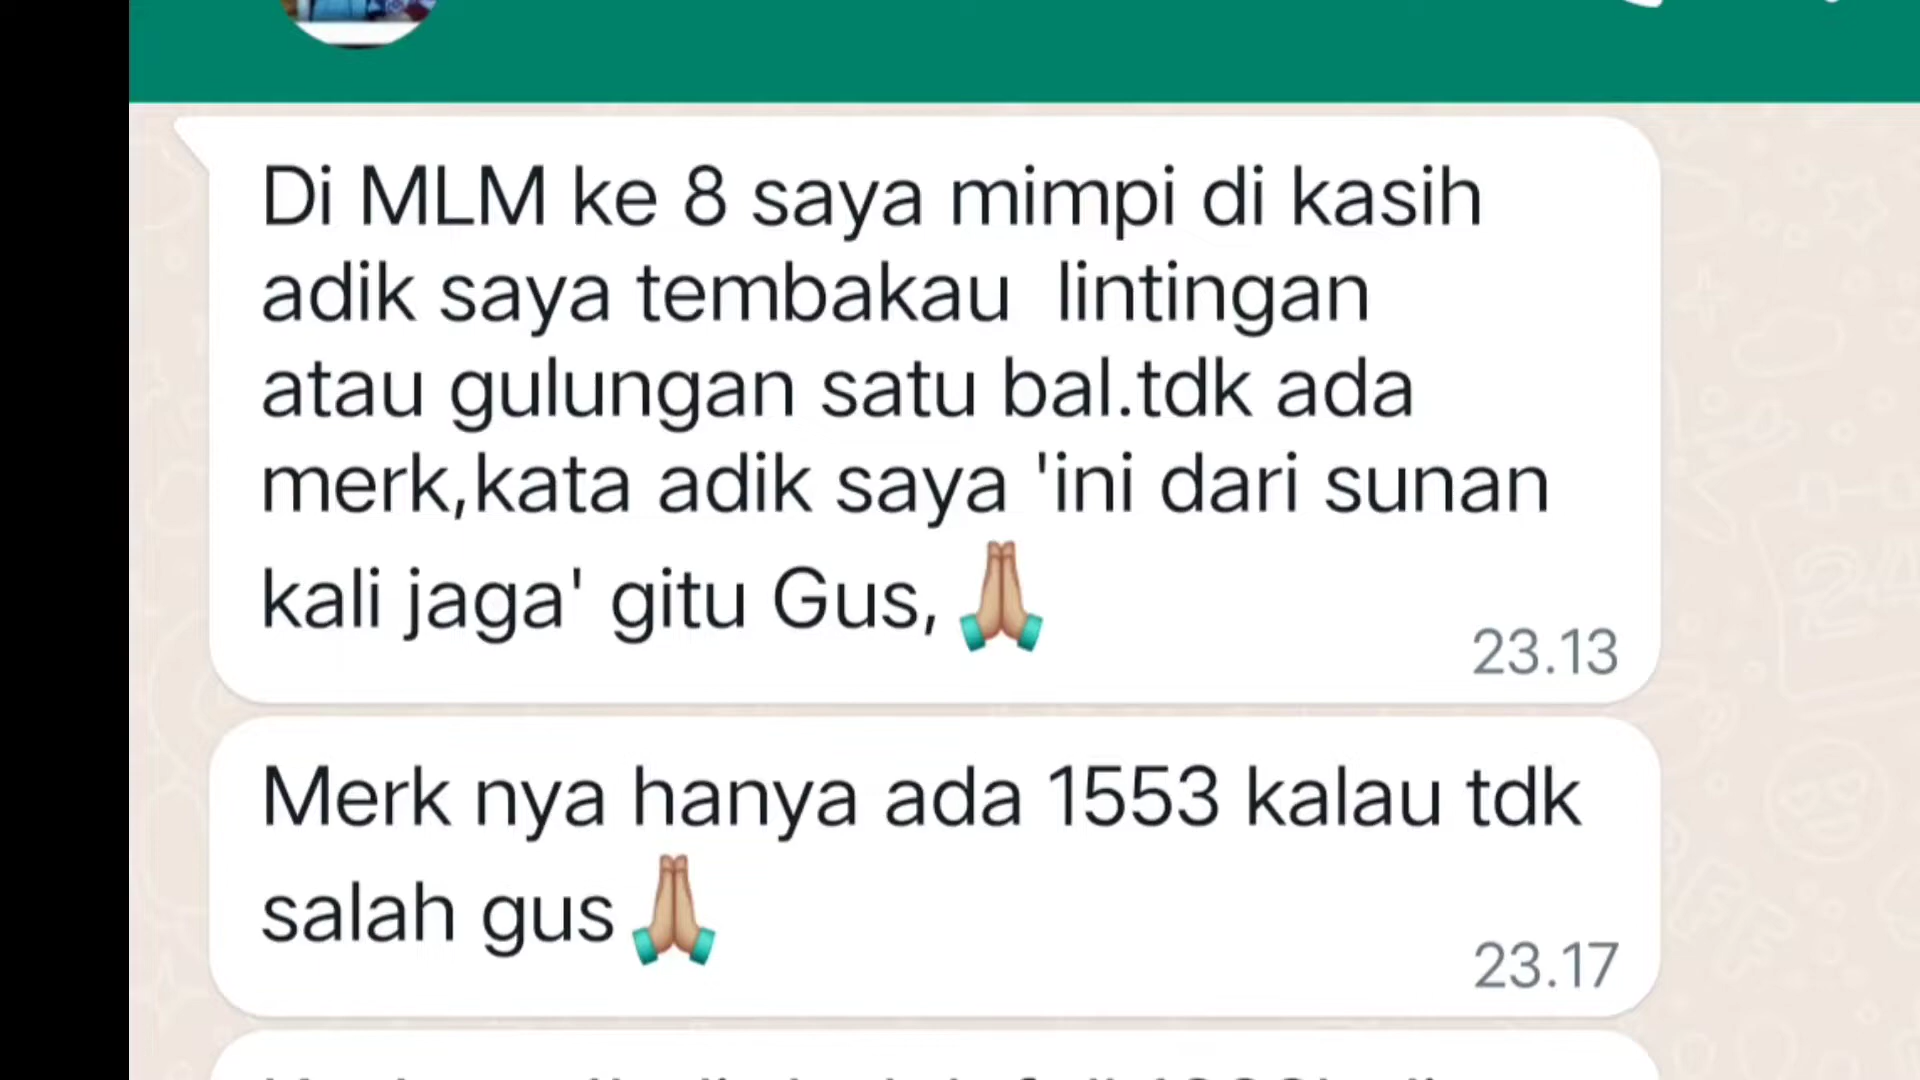 Di MLM ke 8 saya mimpi di kasih
adik saya tembakau  lintingan
atau gulungan satu bal.tdk ada
merk,kata adik saya 'ini dari sunan
kali jaga' gitu Gus,🙏🏼
23.13
Merk nya hanya ada 1553 kalau tdk
salah gus🙏🏼
23.17